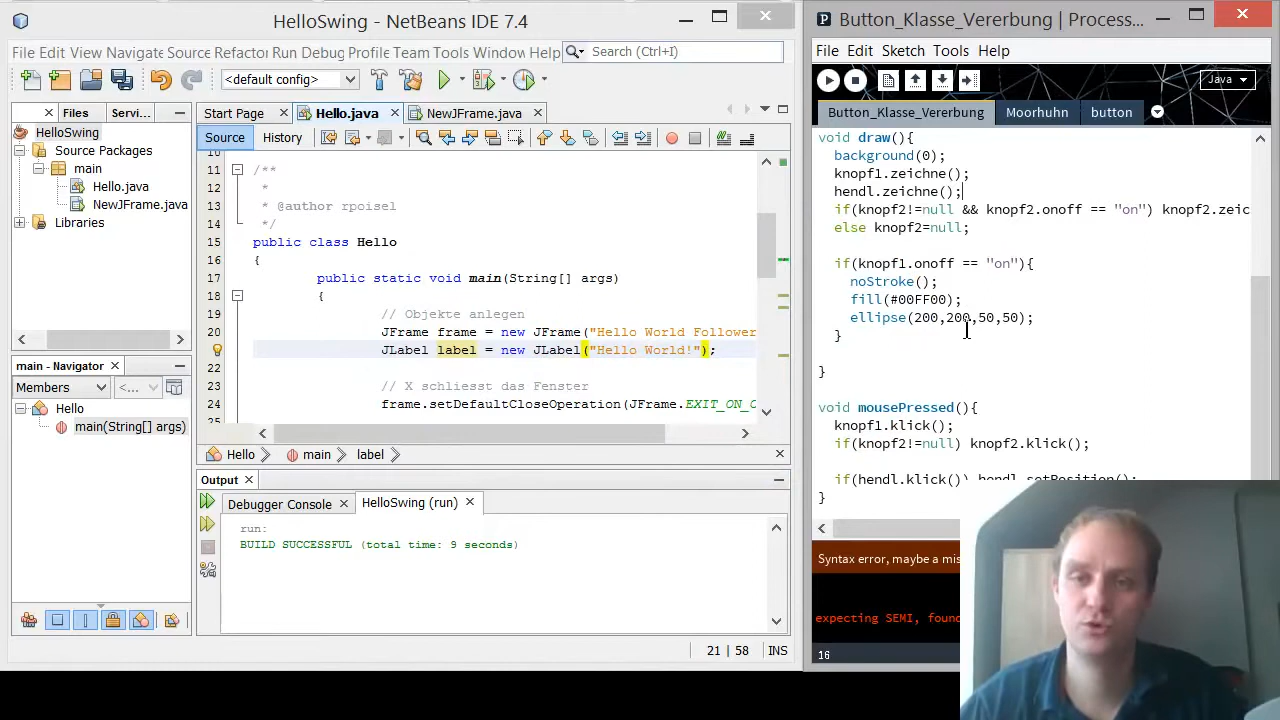 HelloSwing - NetBeans IDE 7.4
File Edit View Navigate Source Refactor Run Debug Profile Team Tools Window Help
Search (Ctrl+I)
<default config>
Files
Servi...
HelloSwing
Source Packages
main
Hello.java
NewJFrame.java
Libraries
main - Navigator
Members
<...
Hello
main(String[] args)
Start Page
Hello.java
NewJFrame.java
Source
History
10
11 /**
12 *
13 * @author rpoisel
14 */
15 public class Hello
16 {
17 public static void main(String[] args)
18 {
19 // Objekte anlegen
20 JFrame frame = new JFrame("Hello World Follower
JLabel label = new JLabel("Hello World!");
22
23 // X schliesst das Fenster
24 frame.setDefaultCloseOperation(JFrame.EXIT_ON_C
25
Hello
main
label
Output
Debugger Console
HelloSwing (run)
run:
BUILD SUCCESSFUL (total time: 9 seconds)
21 | 58
INS
Button_Klasse_Vererbung | Process...
File Edit Sketch Tools Help
Java
Button_Klasse_Vererbung
Moorhuhn
button
void draw(){
background(0);
knopf1.zeichne();
hendl.zeichne();
if(knopf2!=null && knopf2.onoff == "on") knopf2.zeic
else knopf2=null;
if(knopf1.onoff == "on"){
noStroke();
fill(#00FF00);
ellipse(200,200,50,50);
}
}
void mousePressed(){
knopf1.klick();
if(knopf2!=null) knopf2.klick();
if(hendl.klick()) hendl.setPosition();
}
Syntax error, maybe a mis
expecting SEMI, found
16